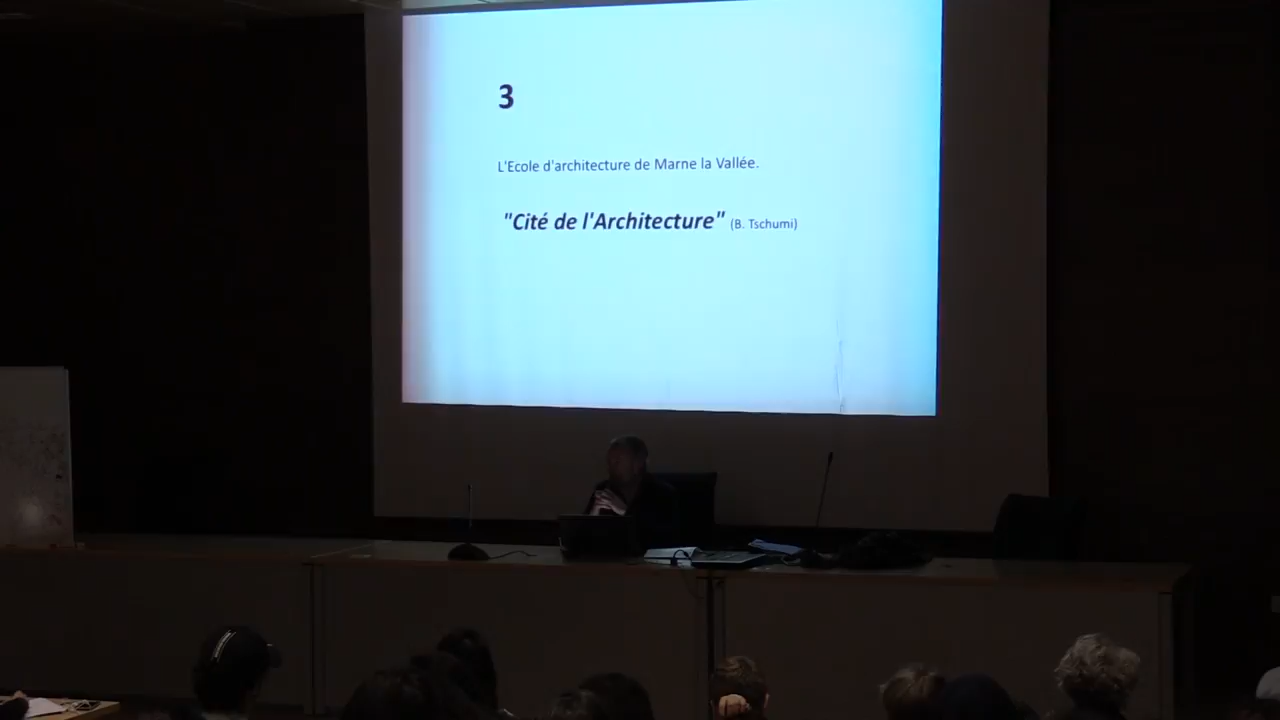 3
L'Ecole d'architecture de Marne la Vallée.
"Cité de l'Architecture" (B. Tschumi)